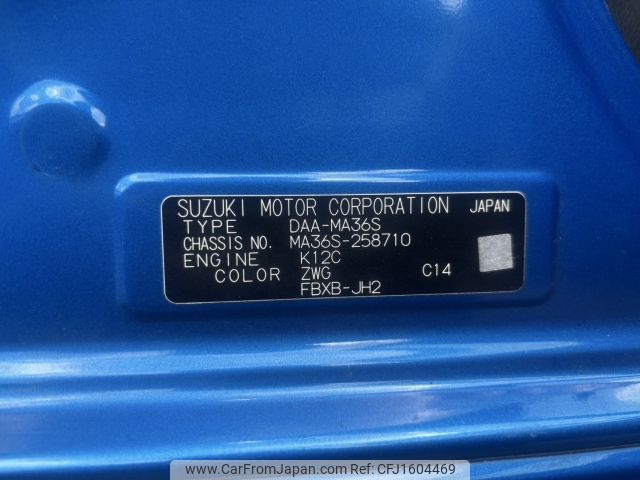 SUZUKI MOTOR CORPORATION JAPAN
TYPE DAA-MA36S
CHASSIS NO. MA36S-258710
ENGINE K12C
COLOR ZWG C14
FBXB-JH2
www.CarFromJapan.com CFJ1604469